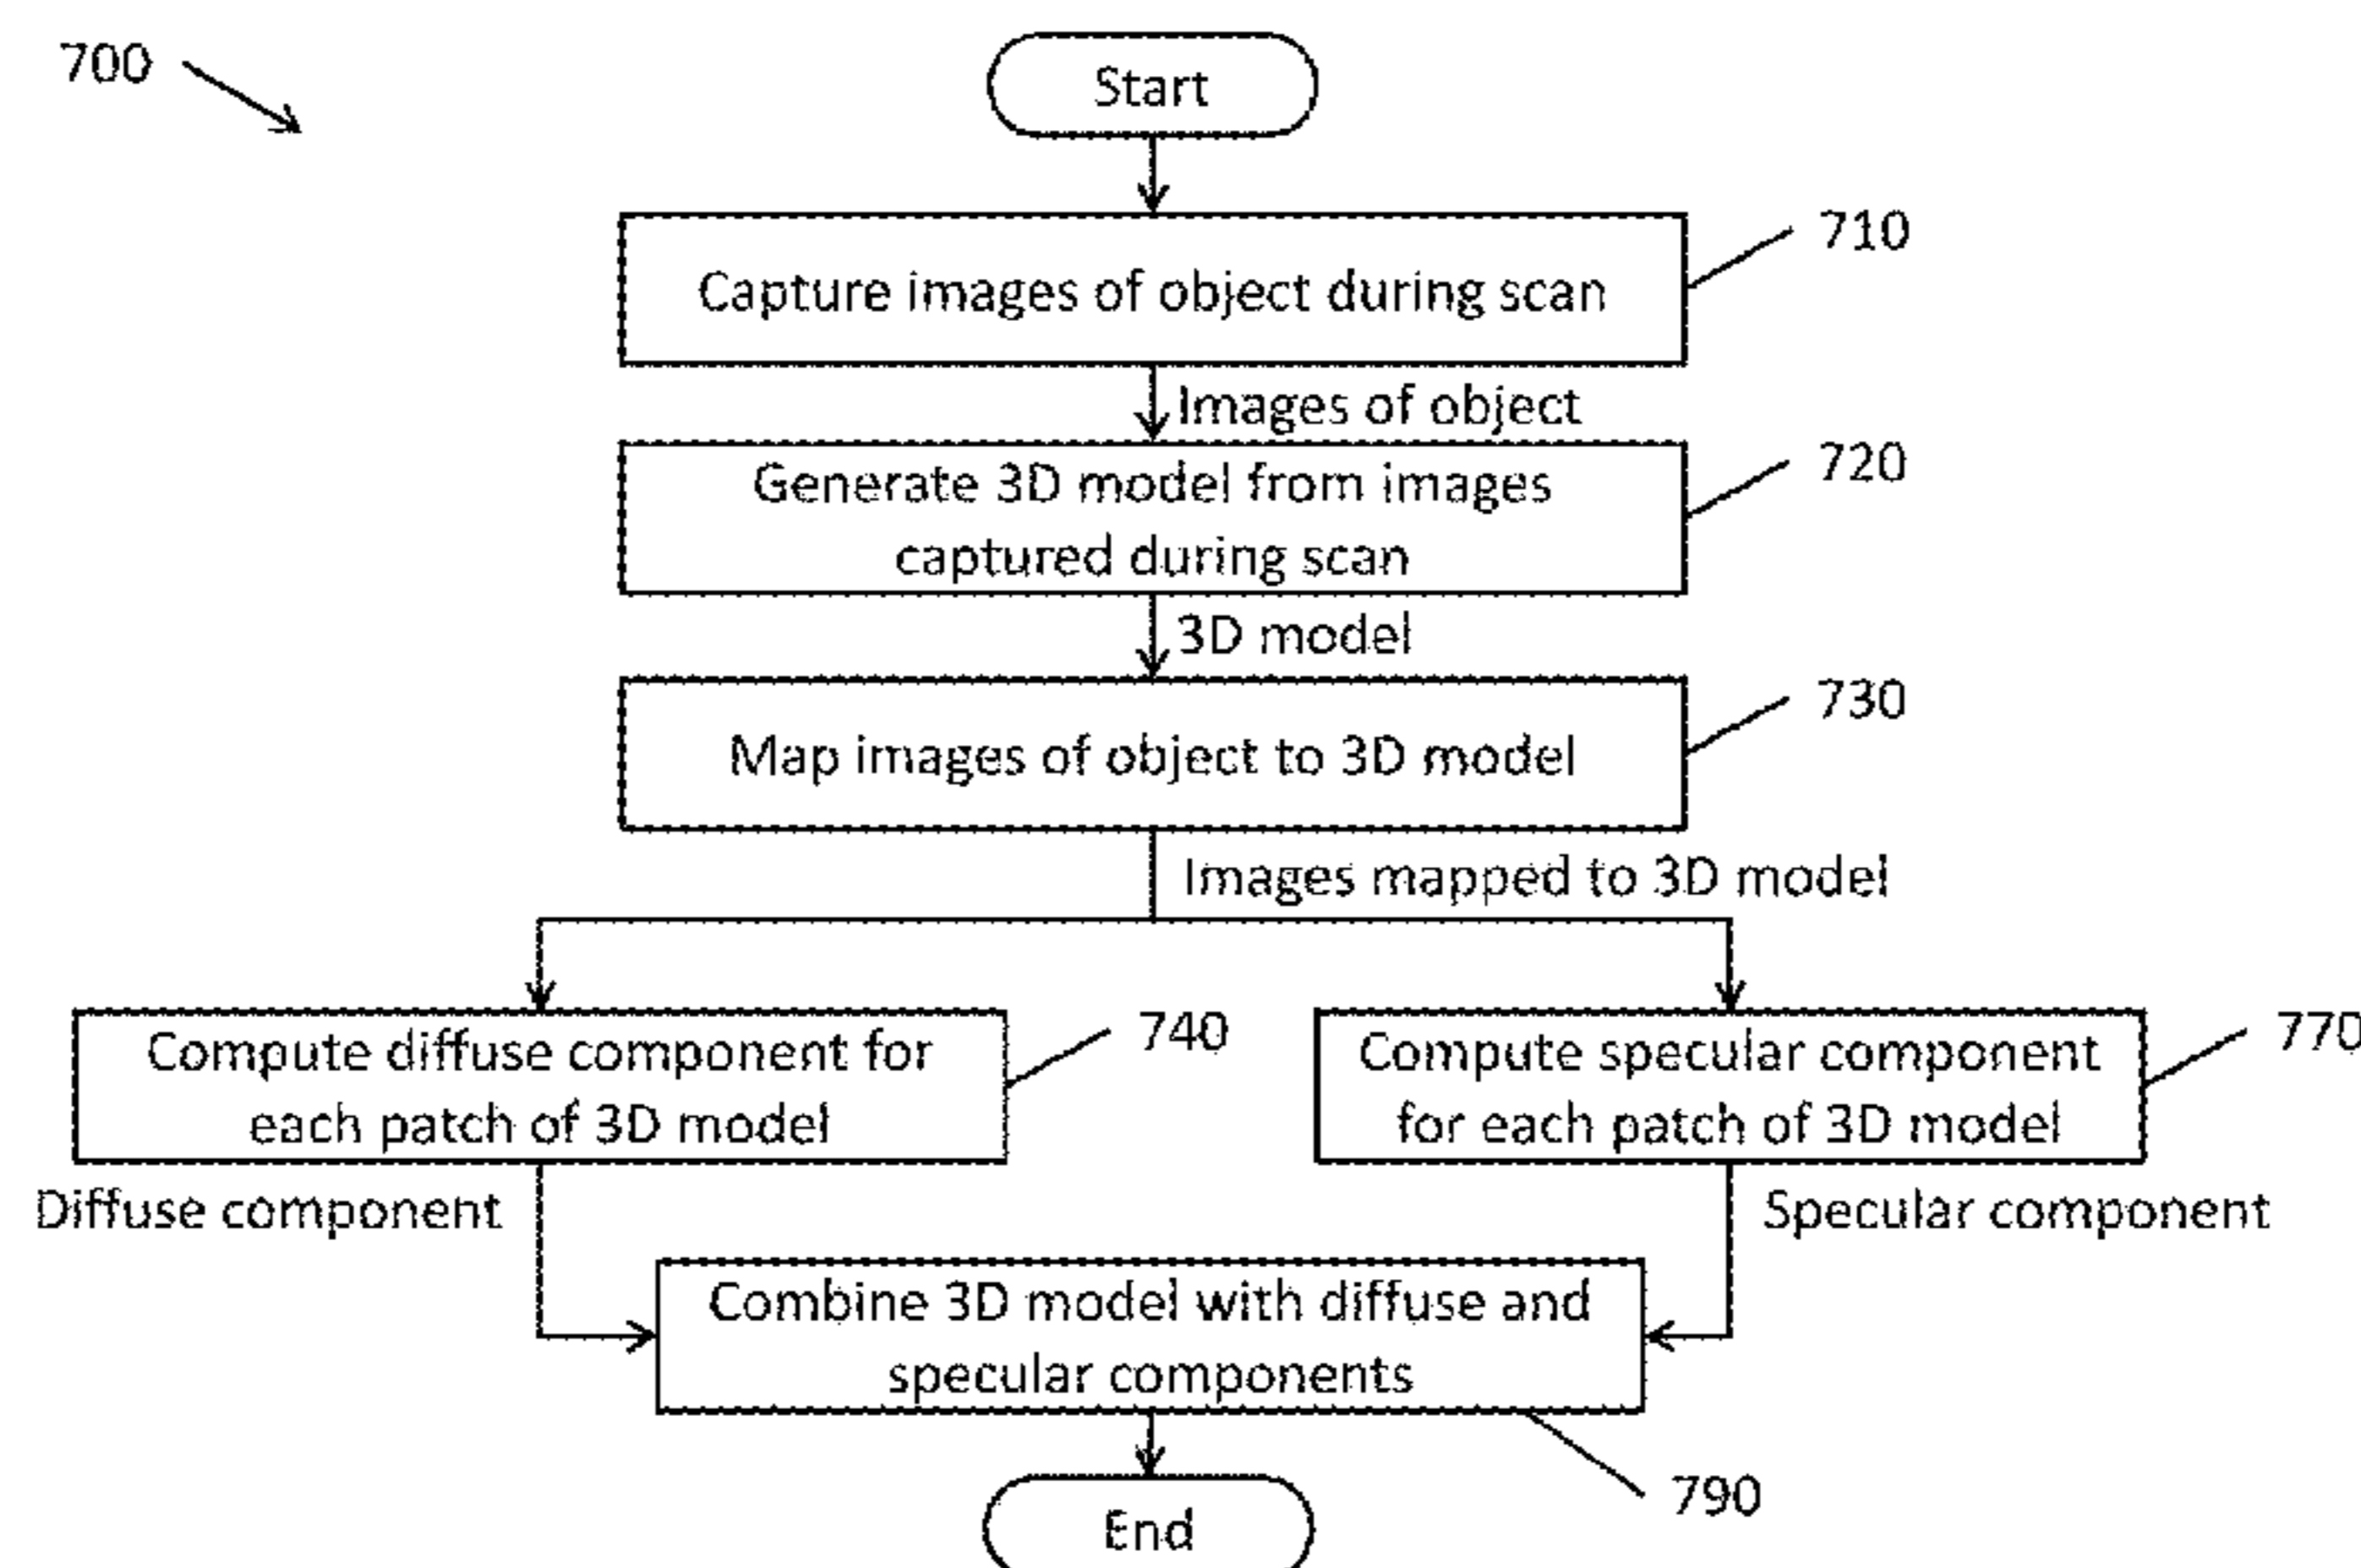 700
Start
Capture images of object during scan
710
Images of object
Generate 3D model from images
captured during scan
720
3D model
Map images of object to 3D model
730
Images mapped to 3D model
Compute diffuse component for
each patch of 3D model
740
Compute specular component
for each patch of 3D model
770
Diffuse component
Specular component
Combine 3D model with diffuse and
specular components
790
End